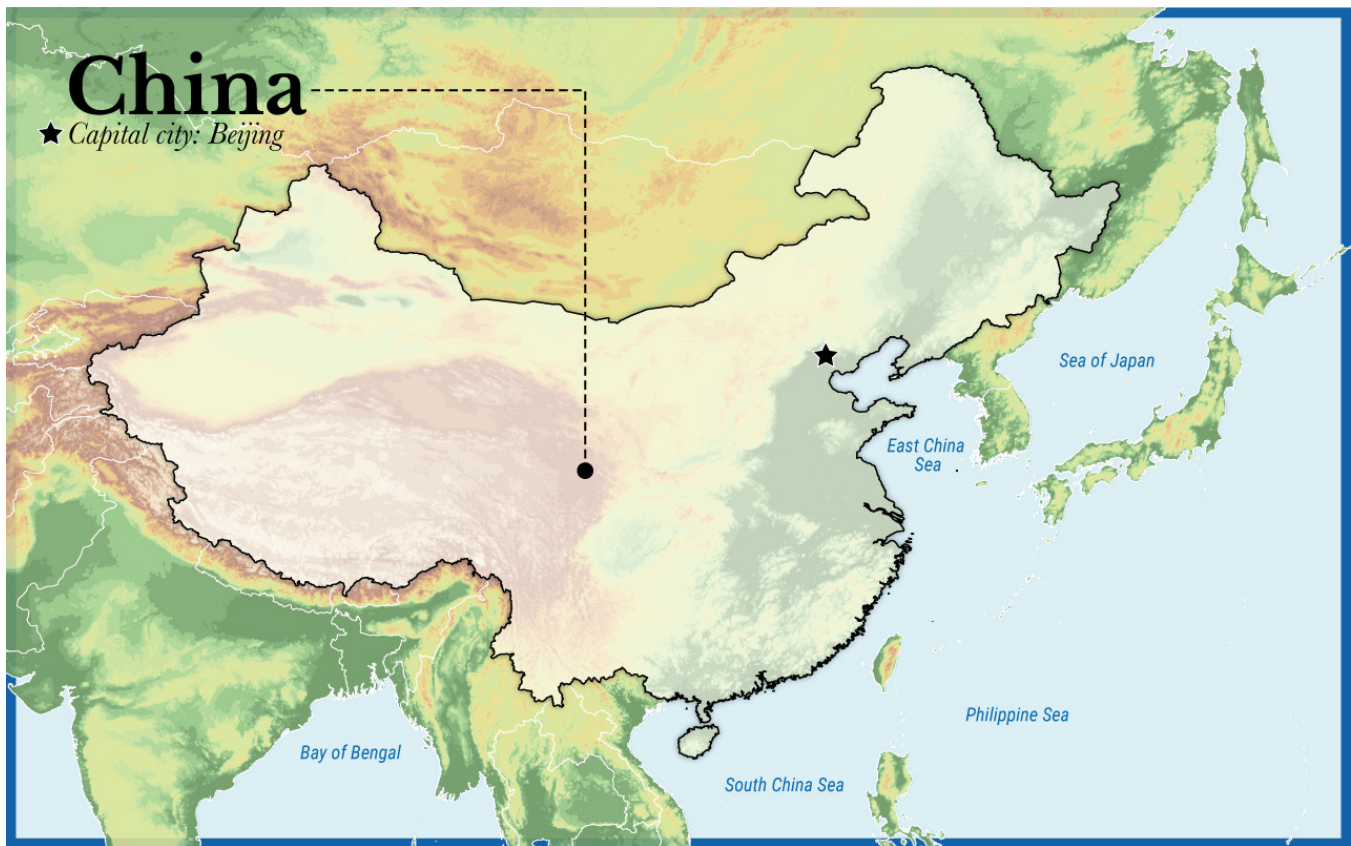 China
Capital city: Beijing
Sea of Japan
East China
Sea
Philippine Sea
Bay of Bengal
South China Sea